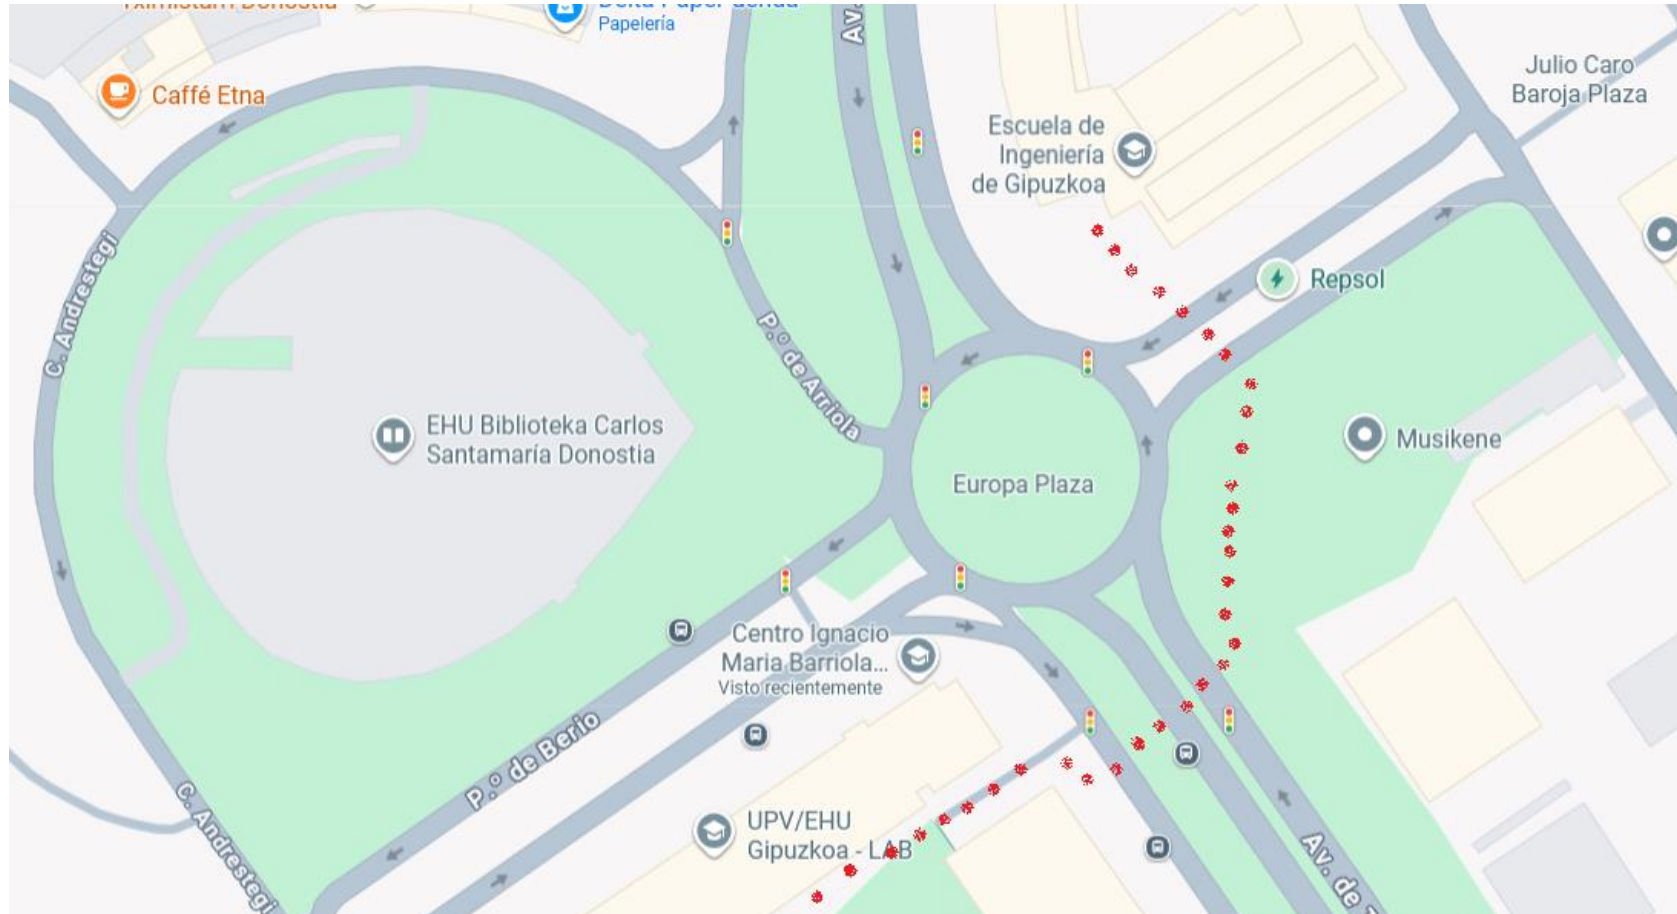 Tximistarri Donostia
Papelería
Av.
Caffé Etna
Julio Caro
Baroja Plaza
Escuela de
Ingeniería
de Gipuzkoa
C. Andrestegi
Repsol
P.º de Arriola
EHU Biblioteka Carlos
Santamaría Donostia
Musikene
Europa Plaza
Centro Ignacio
Maria Barriola...
Visto recientemente
P.º de Berio
C. Andrestegi
UPV/EHU
Gipuzkoa - LAB
Av. de